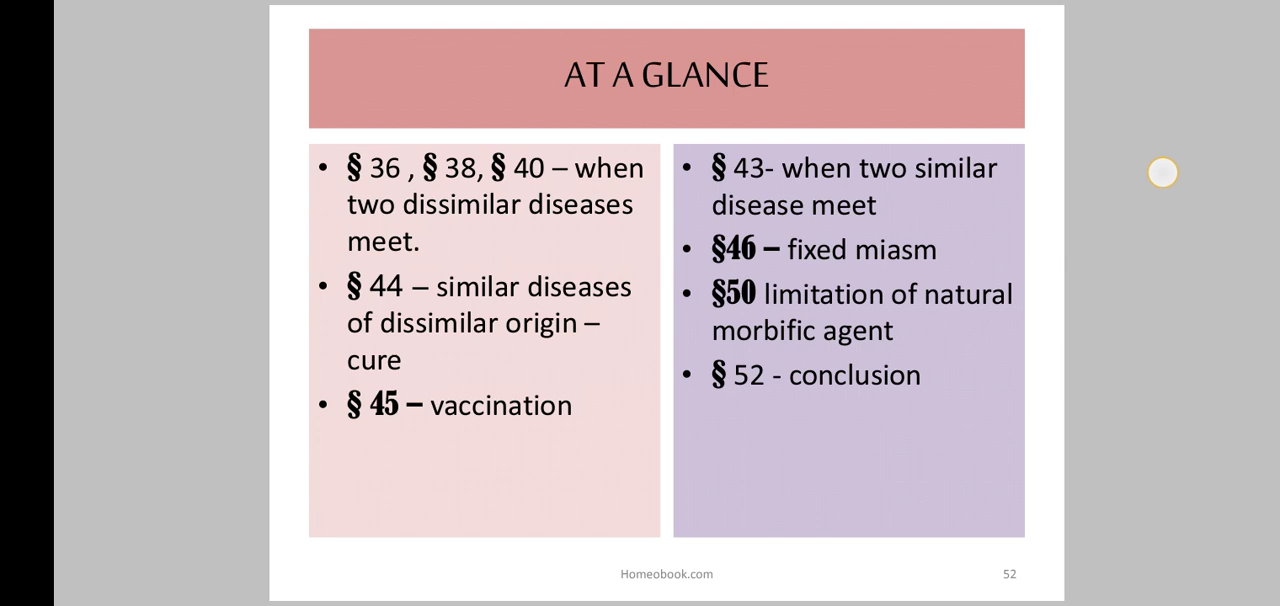 AT A GLANCE
• § 36 , § 38, § 40 – when
two dissimilar diseases
meet.
• § 44 – similar diseases
of dissimilar origin –
cure
• § 45 – vaccination
• § 43- when two similar
disease meet
• §46 – fixed miasm
• §50 limitation of natural
morbific agent
• § 52 - conclusion
Homeobook.com
52